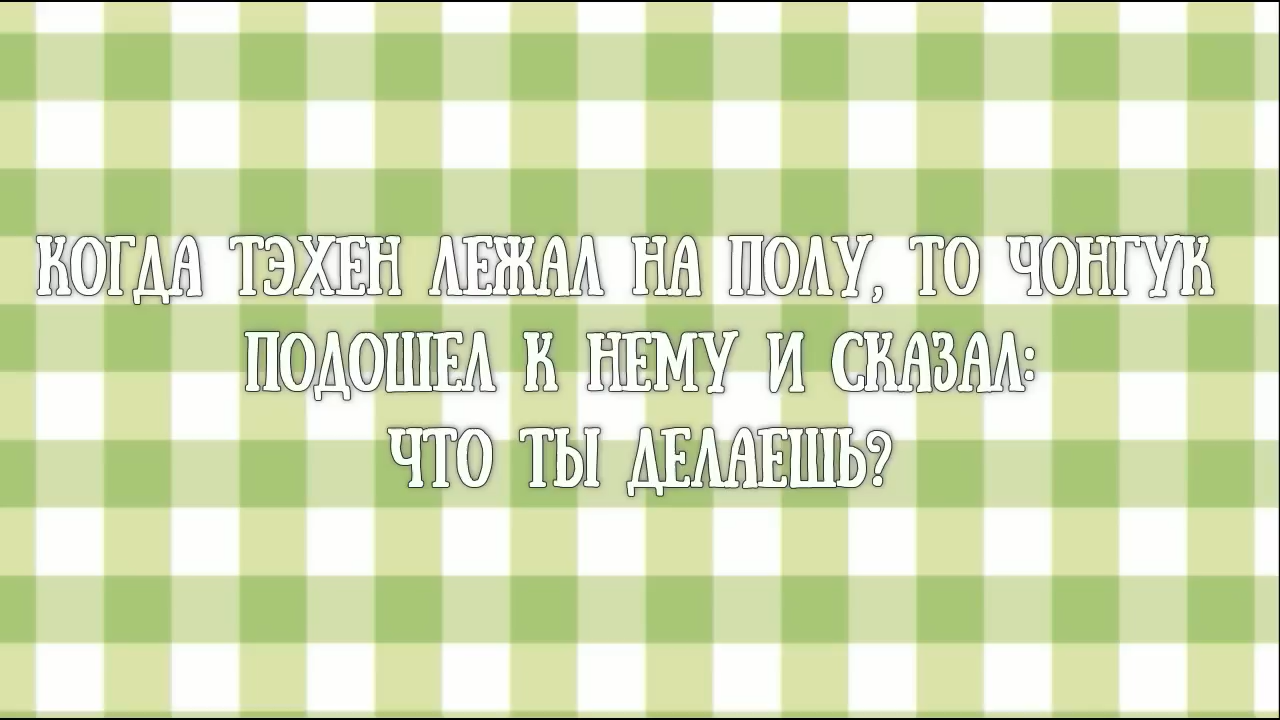 КОГДА ТЭХЕН ЛЕЖАЛ НА ПОЛУ, ТО ЧОНГУК
ПОДОШЕЛ К НЕМУ И СКАЗАЛ:
ЧТО ТЫ ДЕЛАЕШЬ?